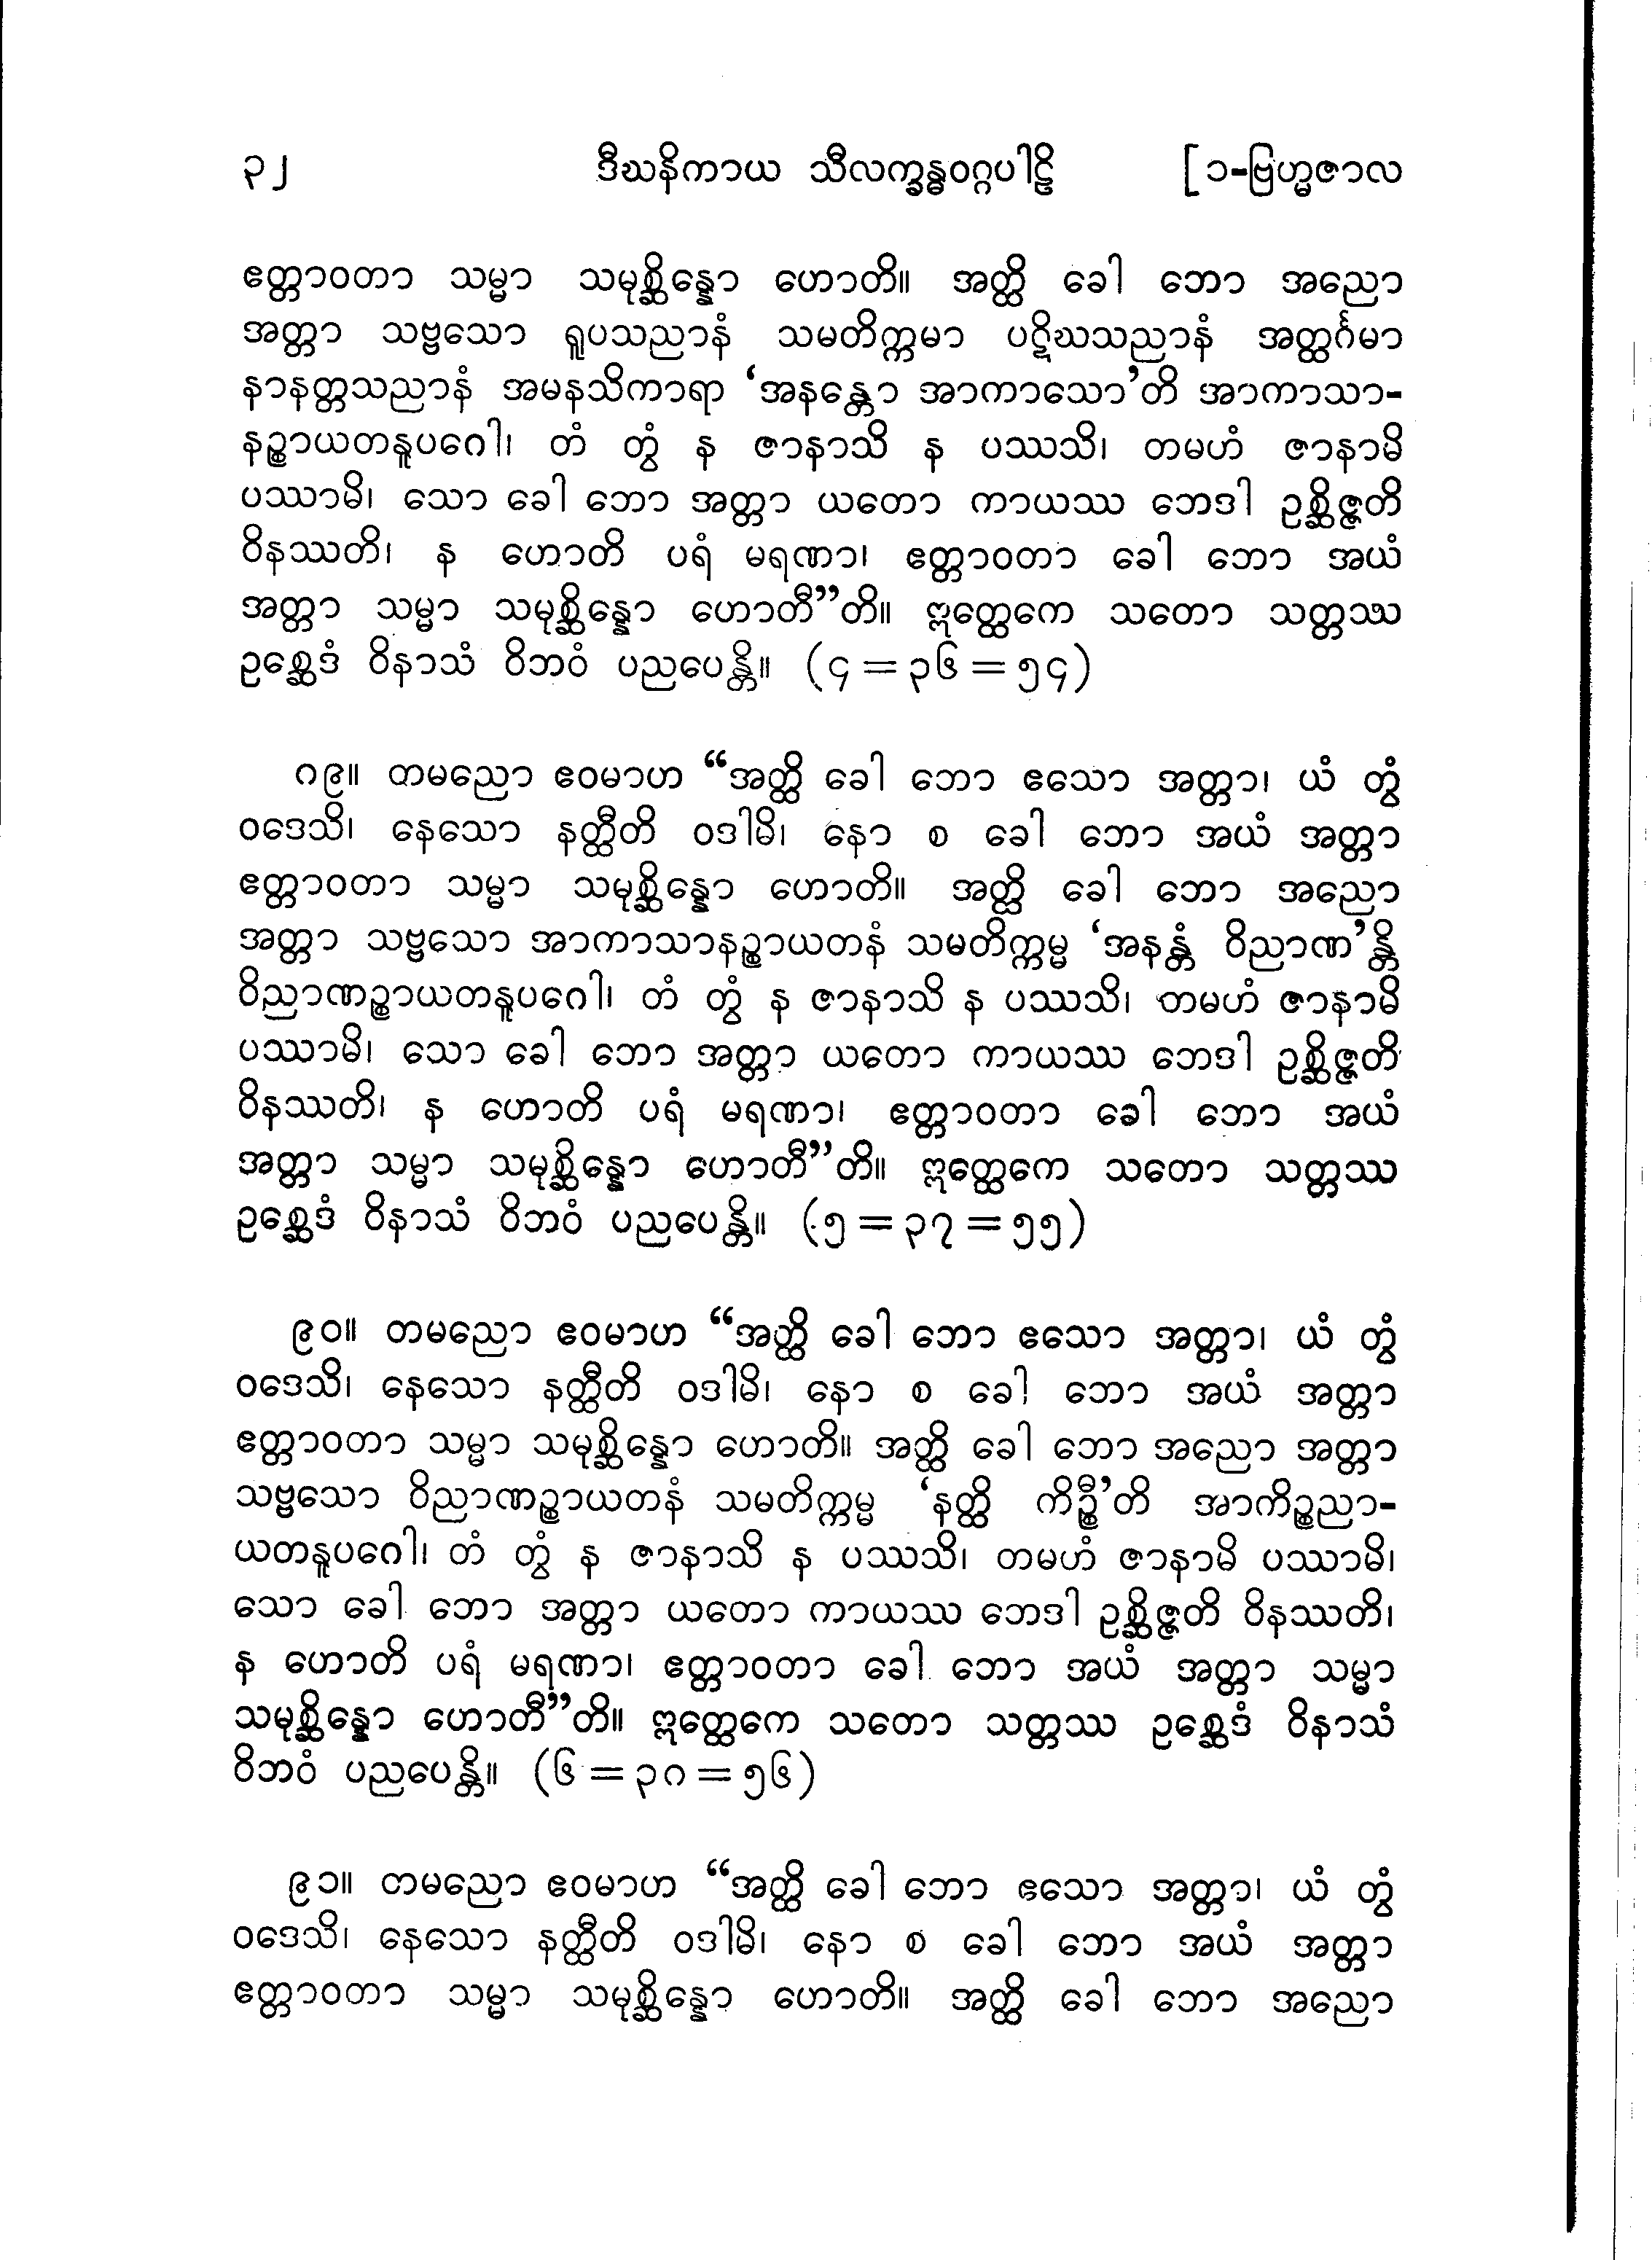 ၃၂ ဒီဃနိကာယ သီလက္ခန္ဓဝဂ္ဂပါဠိ [ ၁-ဗြဟ္မဇာလ
ဧတ္တာဝတာ သမ္မာ သမုစ္ဆိန္နော ဟောတိ။ အတ္ထိ ခေါ ဘော အညော
အတ္တာ သဗ္ဗသော ရူပသညာနံ သမတိက္ကမာ ပဋိဃသညာနံ အတ္ထင်္ဂမာ
နာနတ္တသညာနံ အမနသိကာရာ ‘အနန္တော အာကာသော’တိ အာကာသာ-
နဉ္စာယတနူပဂေါ၊ တံ တွံ န ဇာနာသိ န ပဿသိ၊ တမဟံ ဇာနာမိ
ပဿာမိ၊ သော ခေါ ဘော အတ္တာ ယတော ကာယဿ ဘေဒါ ဥစ္ဆိဇ္ဇတိ
ဝိနဿတိ၊ န ဟောတိ ပရံ မရဏာ၊ ဧတ္တာဝတာ ခေါ ဘော အယံ
အတ္တာ သမ္မာ သမုစ္ဆိန္နော ဟောတီ”တိ။ ဣတ္ထေကေ သတော သတ္တဿ
ဥစ္ဆေဒံ ဝိနာသံ ဝိဘဝံ ပညပေန္တိ။ (၄ = ၃၆ = ၅၄)
၈၉။ တမညော ဧဝမာဟ “အတ္ထိ ခေါ ဘော ဧသော အတ္တာ၊ ယံ တွံ
ဝဒေသိ၊ နေသော နတ္ထီတိ ဝဒါမိ၊ နော စ ခေါ ဘော အယံ အတ္တာ
ဧတ္တာဝတာ သမ္မာ သမုစ္ဆိန္နော ဟောတိ။ အတ္ထိ ခေါ ဘော အညော
အတ္တာ သဗ္ဗသော အာကာသာနဉ္စာယတနံ သမတိက္ကမ္မ ‘အနန္တံ ဝိညာဏ’န္တိ
ဝိညာဏဉ္စာယတနူပဂေါ၊ တံ တွံ န ဇာနာသိ န ပဿသိ၊ တမဟံ ဇာနာမိ
ပဿာမိ၊ သော ခေါ ဘော အတ္တာ ယတော ကာယဿ ဘေဒါ ဥစ္ဆိဇ္ဇတိ
ဝိနဿတိ၊ န ဟောတိ ပရံ မရဏာ၊ ဧတ္တာဝတာ ခေါ ဘော အယံ
အတ္တာ သမ္မာ သမုစ္ဆိန္နော ဟောတီ”တိ။ ဣတ္ထေကေ သတော သတ္တဿ
ဥစ္ဆေဒံ ဝိနာသံ ဝိဘဝံ ပညပေန္တိ။ (၅ = ၃၇ = ၅၅)
၉၀။ တမညော ဧဝမာဟ “အတ္ထိ ခေါ ဘော ဧသော အတ္တာ၊ ယံ တွံ
ဝဒေသိ၊ နေသော နတ္ထီတိ ဝဒါမိ၊ နော စ ခေါ ဘော အယံ အတ္တာ
ဧတ္တာဝတာ သမ္မာ သမုစ္ဆိန္နော ဟောတိ။ အတ္ထိ ခေါ ဘော အညော အတ္တာ
သဗ္ဗသော ဝိညာဏဉ္စာယတနံ သမတိက္ကမ္မ ‘နတ္ထိ ကိဉ္စီ’တိ အာကိဉ္စညာ-
ယတနူပဂေါ၊ တံ တွံ န ဇာနာသိ န ပဿသိ၊ တမဟံ ဇာနာမိ ပဿာမိ၊
သော ခေါ ဘော အတ္တာ ယတော ကာယဿ ဘေဒါ ဥစ္ဆိဇ္ဇတိ ဝိနဿတိ၊
န ဟောတိ ပရံ မရဏာ၊ ဧတ္တာဝတာ ခေါ ဘော အယံ အတ္တာ သမ္မာ
သမုစ္ဆိန္နော ဟောတီ”တိ။ ဣတ္ထေကေ သတော သတ္တဿ ဥစ္ဆေဒံ ဝိနာသံ
ဝိဘဝံ ပညပေန္တိ။ (၆ = ၃၈ = ၅၆)
၉၁။ တမညော ဧဝမာဟ “အတ္ထိ ခေါ ဘော ဧသော အတ္တာ၊ ယံ တွံ
ဝဒေသိ၊ နေသော နတ္ထီတိ ဝဒါမိ၊ နော စ ခေါ ဘော အယံ အတ္တာ
ဧတ္တာဝတာ သမ္မာ သမုစ္ဆိန္နော ဟောတိ။ အတ္ထိ ခေါ ဘော အညော